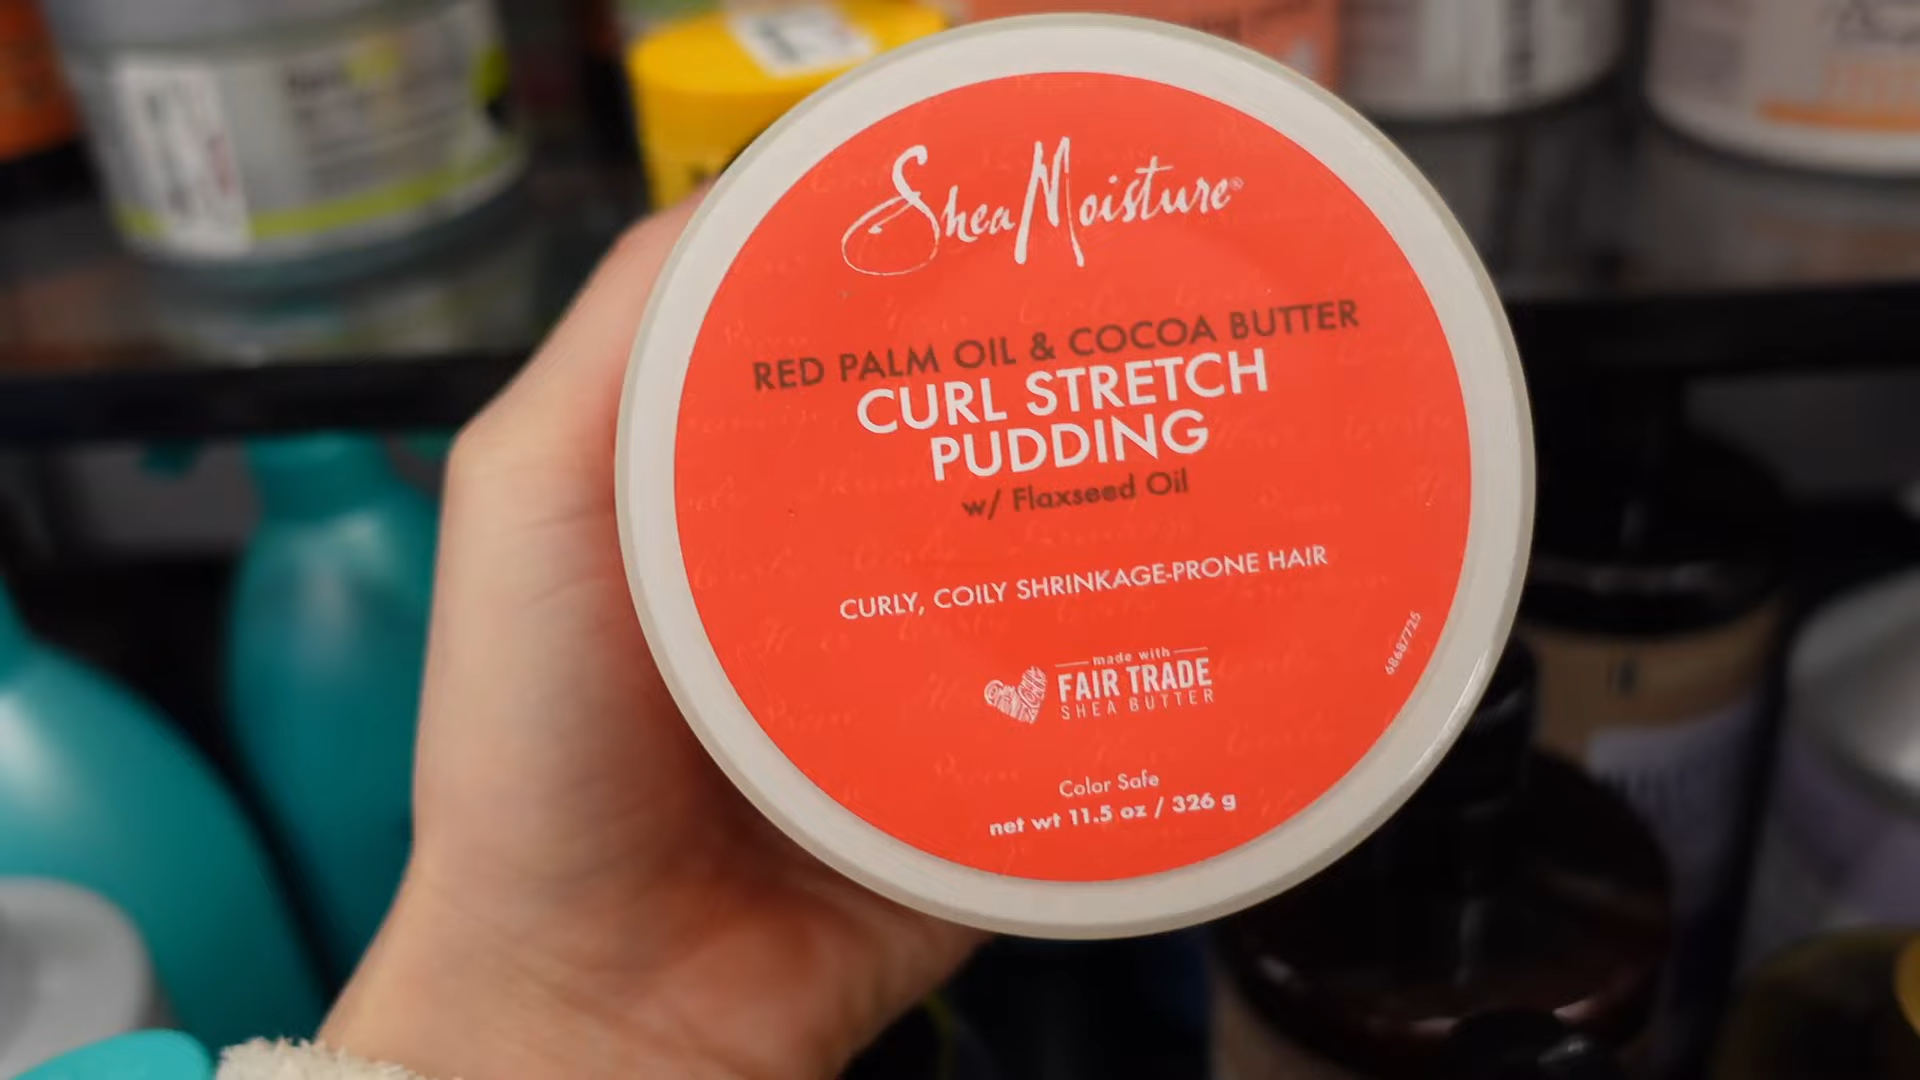 SheaMoisture®
RED PALM OIL & COCOA BUTTER
CURL STRETCH
PUDDING
w/ Flaxseed Oil
CURLY, COILY SHRINKAGE-PRONE HAIR
made with
FAIR TRADE
SHEA BUTTER
68687725
Color Safe
net wt 11.5 oz / 326 g